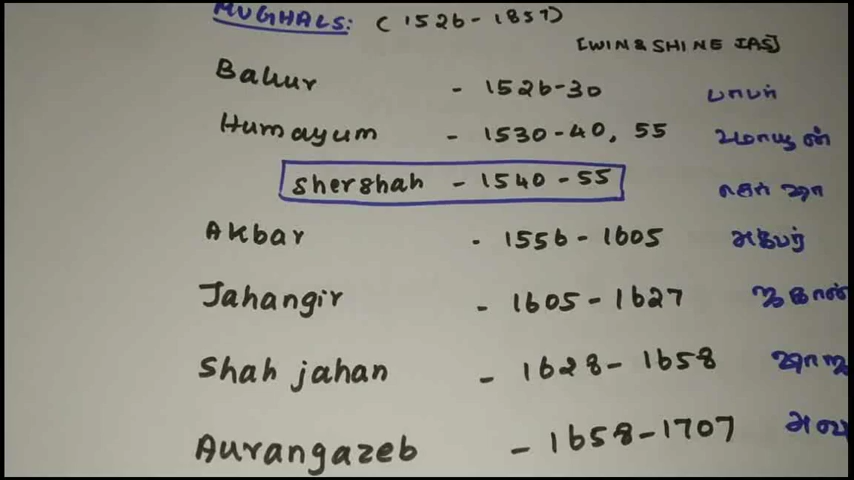 MUGHALS: (1526-1857)
[WIN & SHINE IAS]
Babur - 1526-30 பாபர்
Humayum - 1530-40, 55 ஹுமாயூன்
Shershah - 1540-55 செர் ஷா
Akbar - 1556-1605 அக்பர்
Jahangir - 1605-1627
Shah jahan - 1628-1658
Aurangazeb - 1658-1707